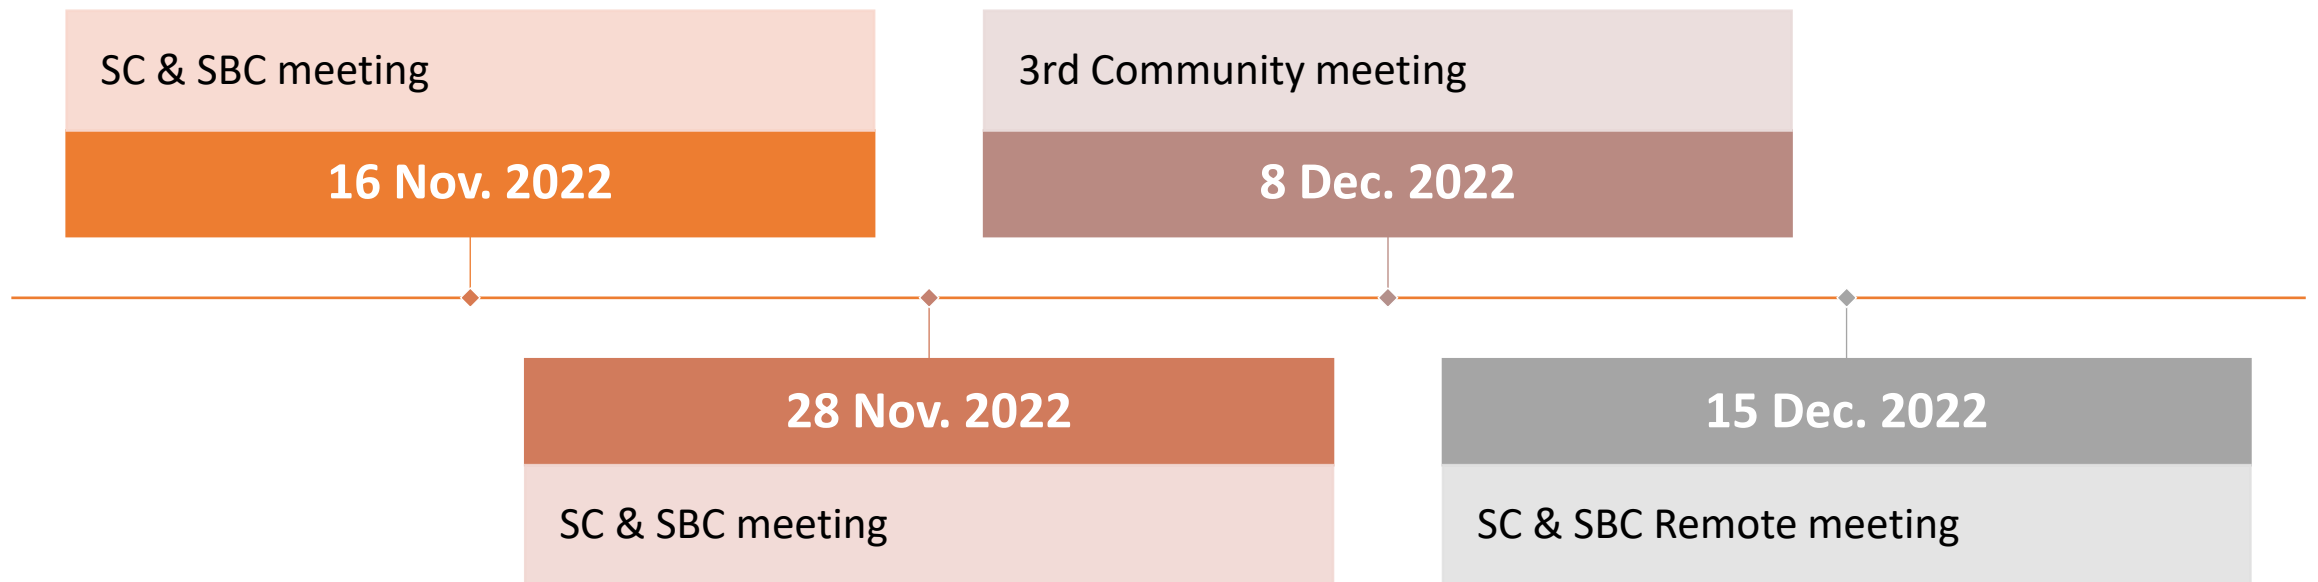 SC & SBC meeting
16 Nov. 2022
28 Nov. 2022
SC & SBC meeting
3rd Community meeting
8 Dec. 2022
15 Dec. 2022
SC & SBC Remote meeting